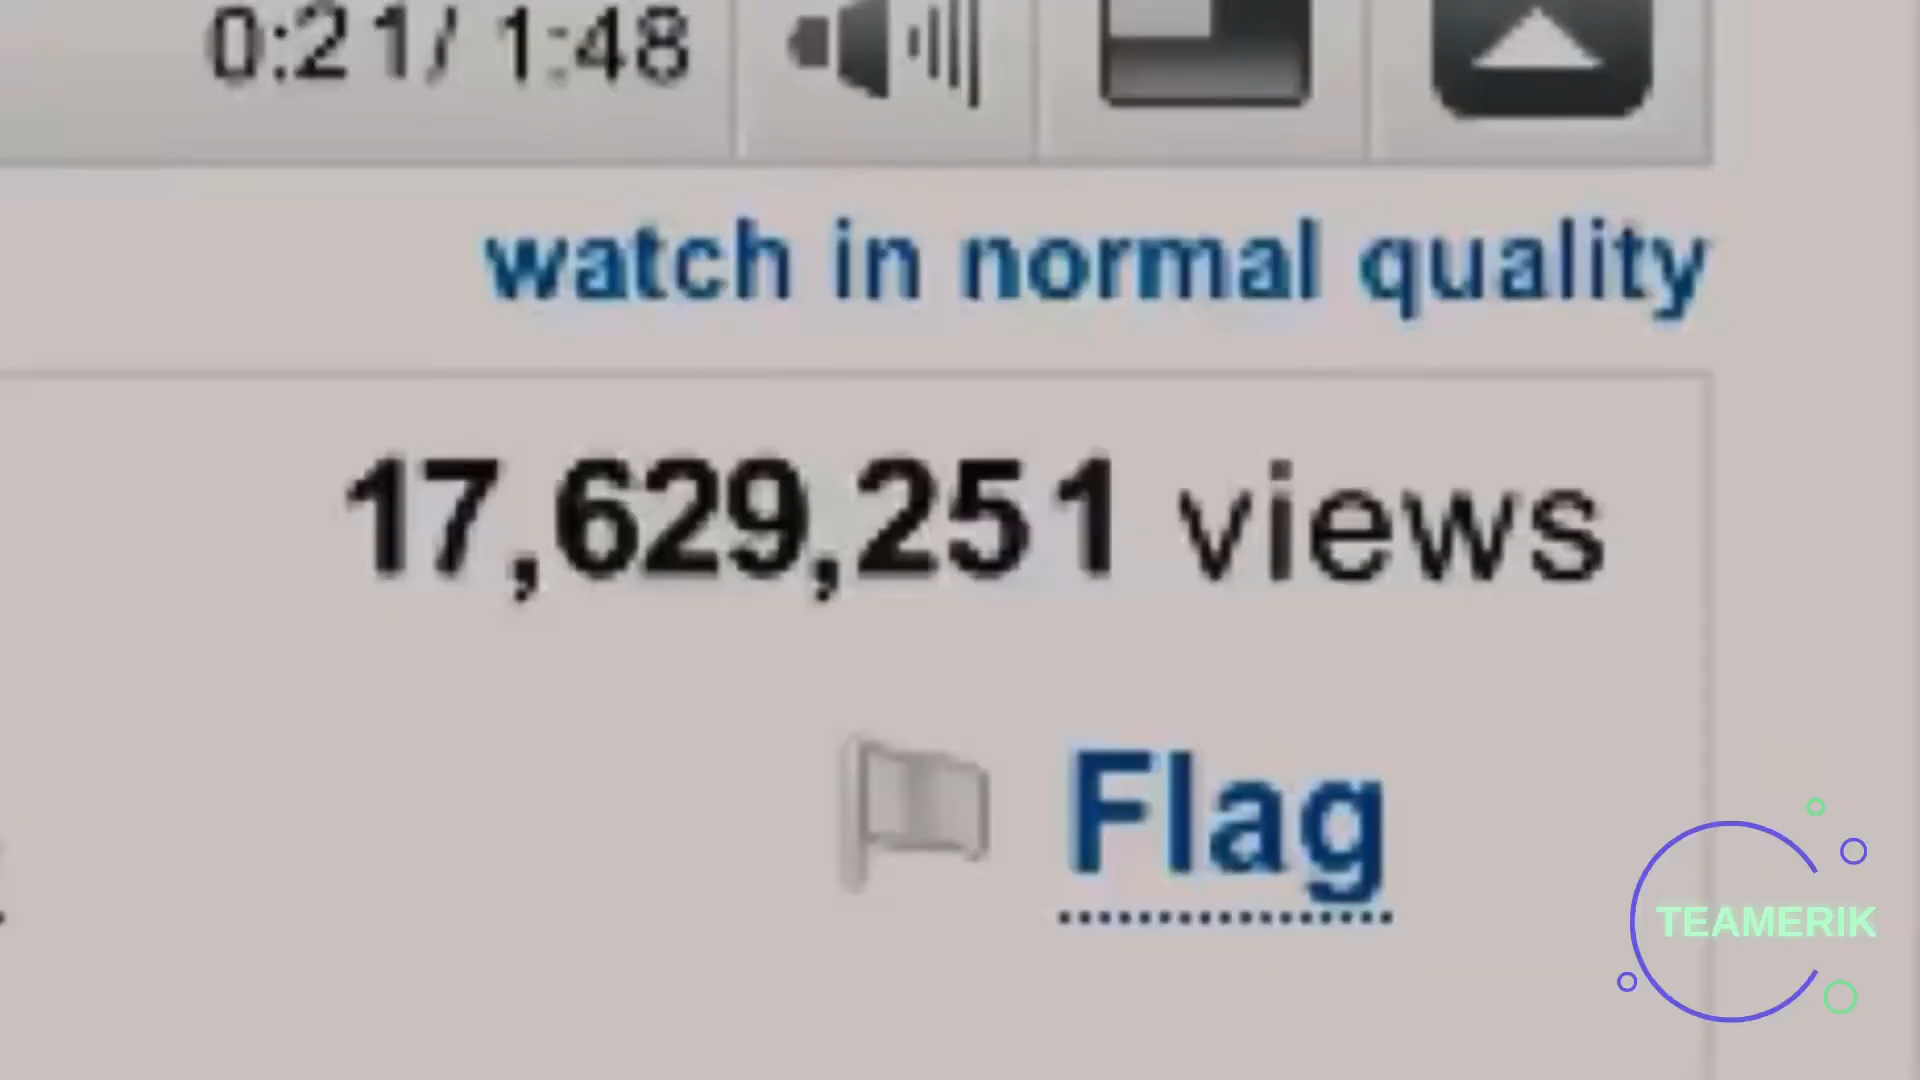 0:21/ 1:48
watch in normal quality
17,629,251 views
Flag
TEAMERIK